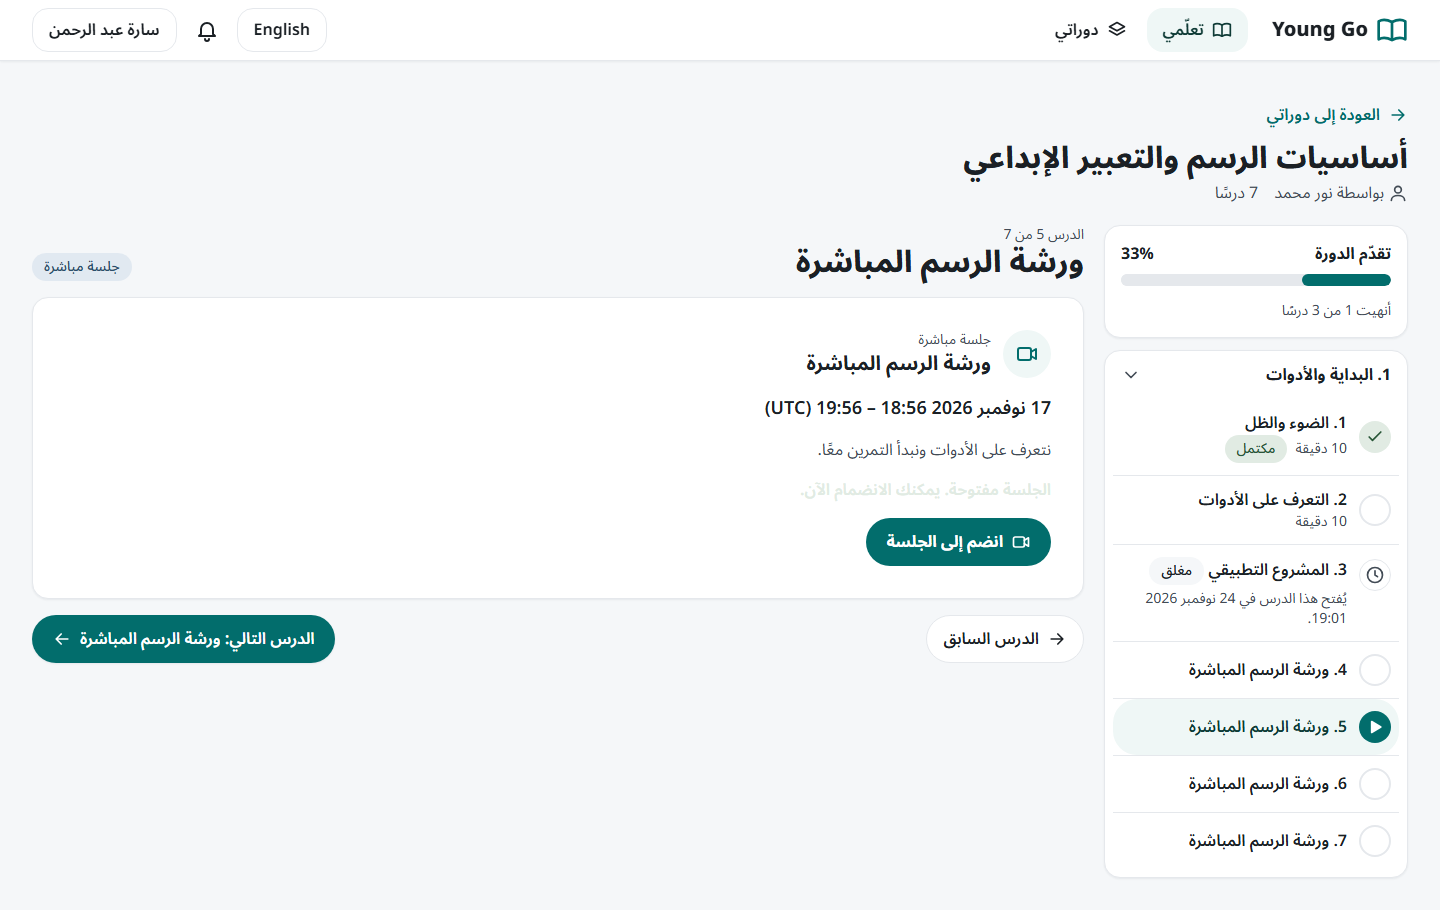 Young Go
تعلّمي
دوراتي
English
سارة عبد الرحمن
العودة إلى دوراتي
أساسيات الرسم والتعبير الإبداعي
بواسطة نور محمد
7 درسًا
تقدّم الدورة
33%
أنهيت 1 من 3 درسًا
1. البداية والأدوات
1. الضوء والظل
10 دقيقة
مكتمل
2. التعرف على الأدوات
10 دقيقة
3. المشروع التطبيقي
مغلق
يُفتح هذا الدرس في 24 نوفمبر 2026
19:01.
4. ورشة الرسم المباشرة
5. ورشة الرسم المباشرة
6. ورشة الرسم المباشرة
7. ورشة الرسم المباشرة
الدرس 5 من 7
ورشة الرسم المباشرة
جلسة مباشرة
جلسة مباشرة
ورشة الرسم المباشرة
17 نوفمبر 2026 18:56 – 19:56 (UTC)
نتعرف على الأدوات ونبدأ التمرين معًا.
الجلسة مفتوحة. يمكنك الانضمام الآن.
انضم إلى الجلسة
الدرس السابق
الدرس التالي: ورشة الرسم المباشرة